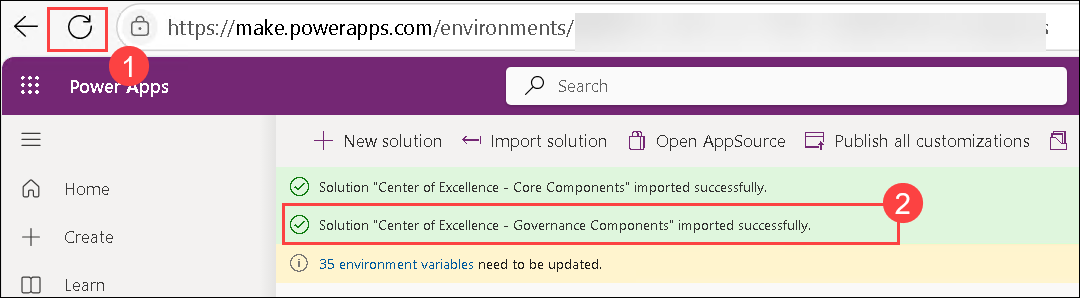 https://make.powerapps.com/environments/
1
Power Apps
Search
New solution
Import solution
Open AppSource
Publish all customizations
Home
Solution "Center of Excellence - Core Components" imported successfully.
2
Create
Solution "Center of Excellence - Governance Components" imported successfully.
35 environment variables need to be updated.
Learn